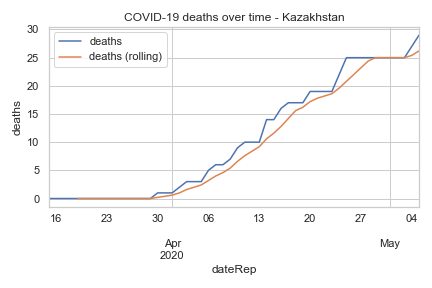 COVID-19 deaths over time - Kazakhstan
deaths
deaths (rolling)
deaths
30
25
20
15
10
5
0
16 23 30 06 13 20 27 04
Apr May
2020
dateRep